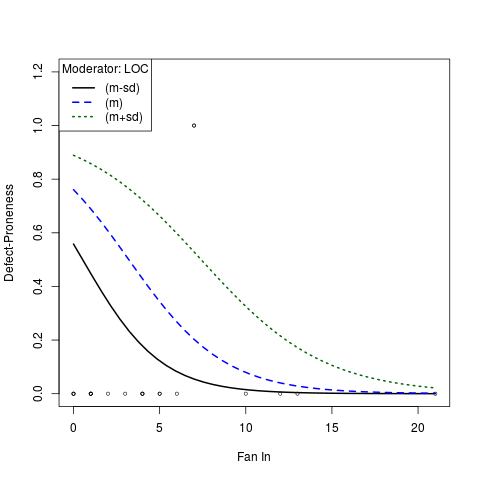 Moderator: LOC
(m-sd)
(m)
(m+sd)
Defect-Proneness
1.2
1.0
0.8
0.6
0.4
0.2
0.0
0 5 10 15 20
Fan In